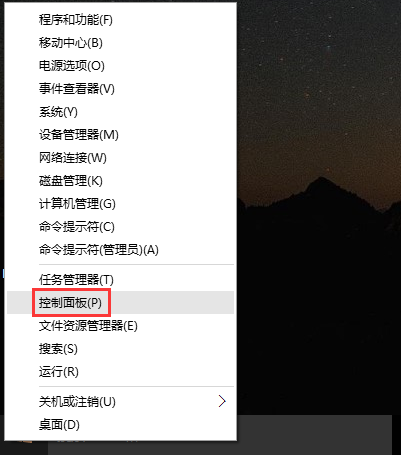 程序和功能(F)
移动中心(B)
电源选项(O)
事件查看器(V)
系统(Y)
设备管理器(M)
网络连接(W)
磁盘管理(K)
计算机管理(G)
命令提示符(C)
命令提示符(管理员)(A)
任务管理器(T)
控制面板(P)
文件资源管理器(E)
搜索(S)
运行(R)
关机或注销(U)
桌面(D)